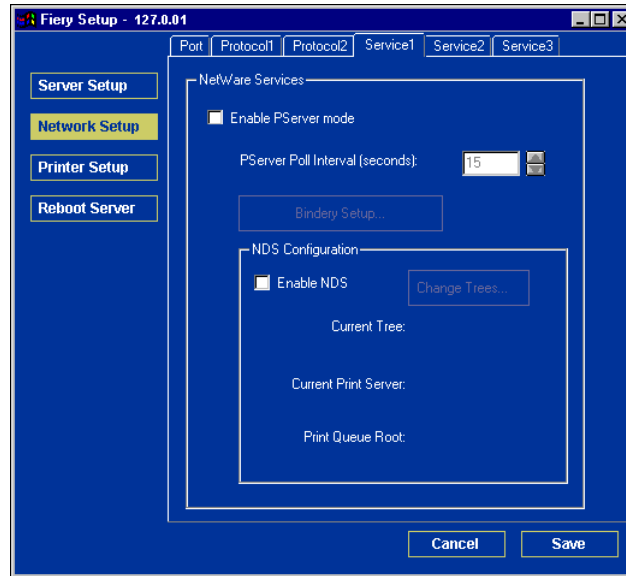 Fiery Setup - 127.0.01
Port Protocol1 Protocol2 Service1 Service2 Service3
Server Setup
Network Setup
Printer Setup
Reboot Server
NetWare Services
Enable PServer mode
PServer Poll Interval (seconds): 15
Bindery Setup...
NDS Configuration
Enable NDS
Change Trees...
Current Tree:
Current Print Server:
Print Queue Root:
Cancel Save